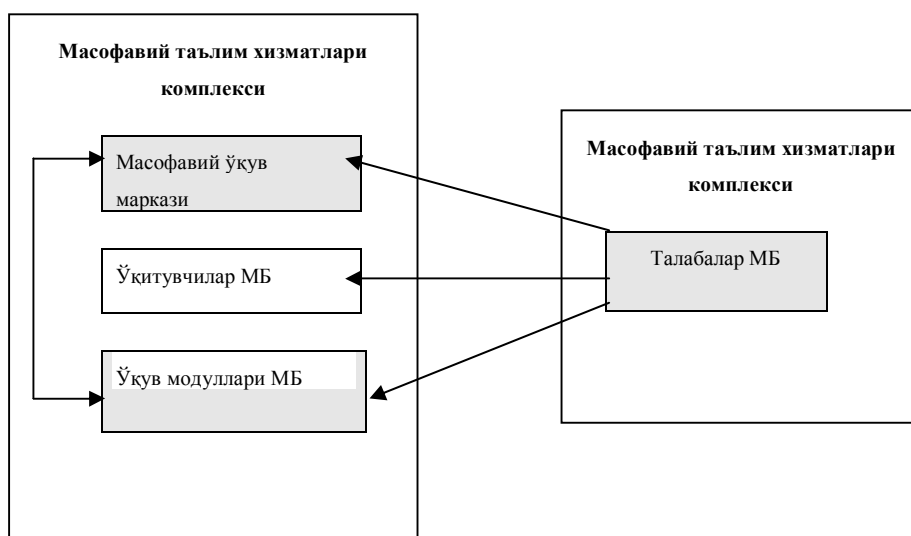 Масофавий таълим хизматлари
комплекси
Масофавий ўқув
маркази
Ўқитувчилар МБ
Ўқув модуллари МБ
Масофавий таълим хизматлари
комплекси
Талабалар МБ